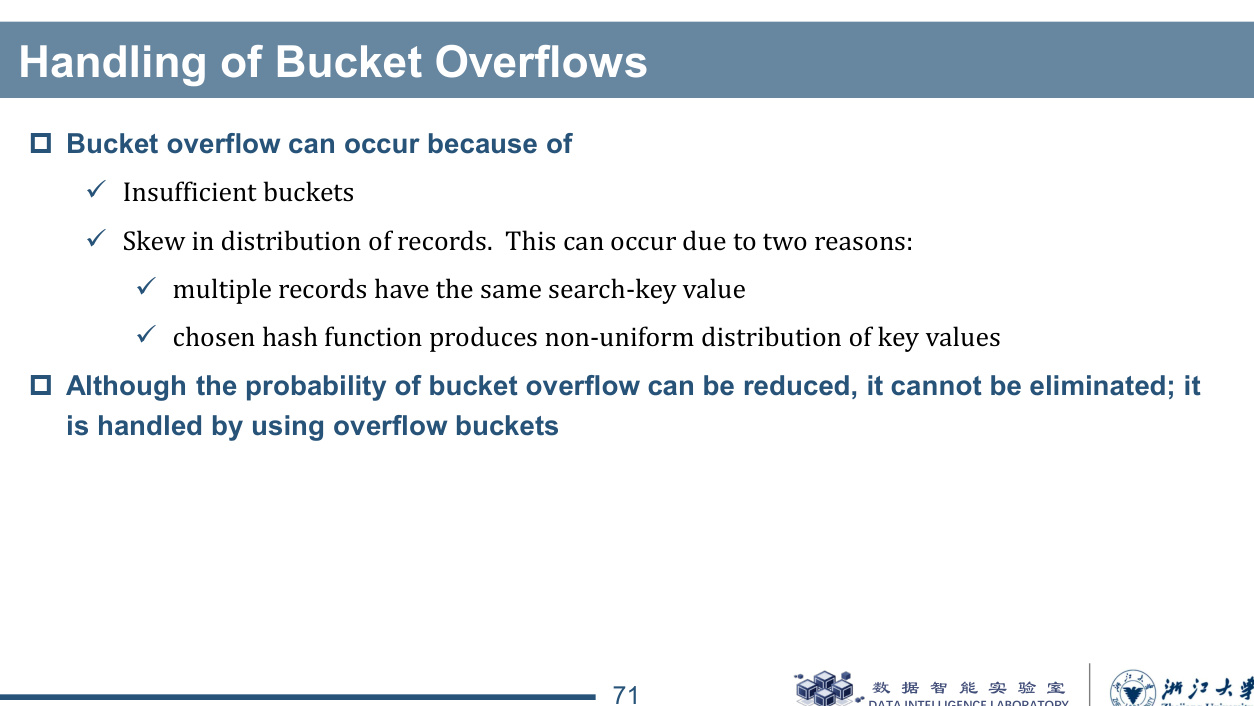 Handling of Bucket Overflows
Bucket overflow can occur because of
Insufficient buckets
Skew in distribution of records.  This can occur due to two reasons:
multiple records have the same search-key value
chosen hash function produces non-uniform distribution of key values
Although the probability of bucket overflow can be reduced, it cannot be eliminated; it
is handled by using overflow buckets
71
数据智能实验室
DATA INTELLIGENCE LABORATORY
浙江大学